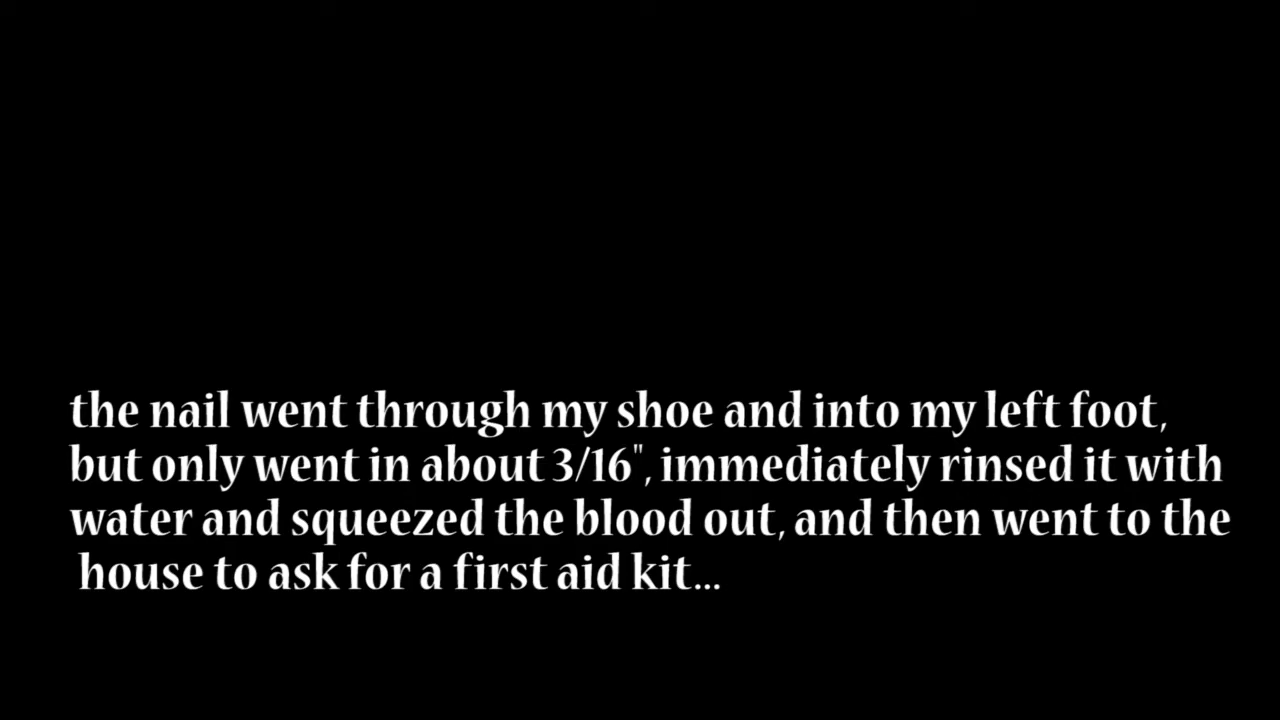 the nail went through my shoe and into my left foot,
but only went in about 3/16", immediately rinsed it with
water and squeezed the blood out, and then went to the
house to ask for a first aid kit...